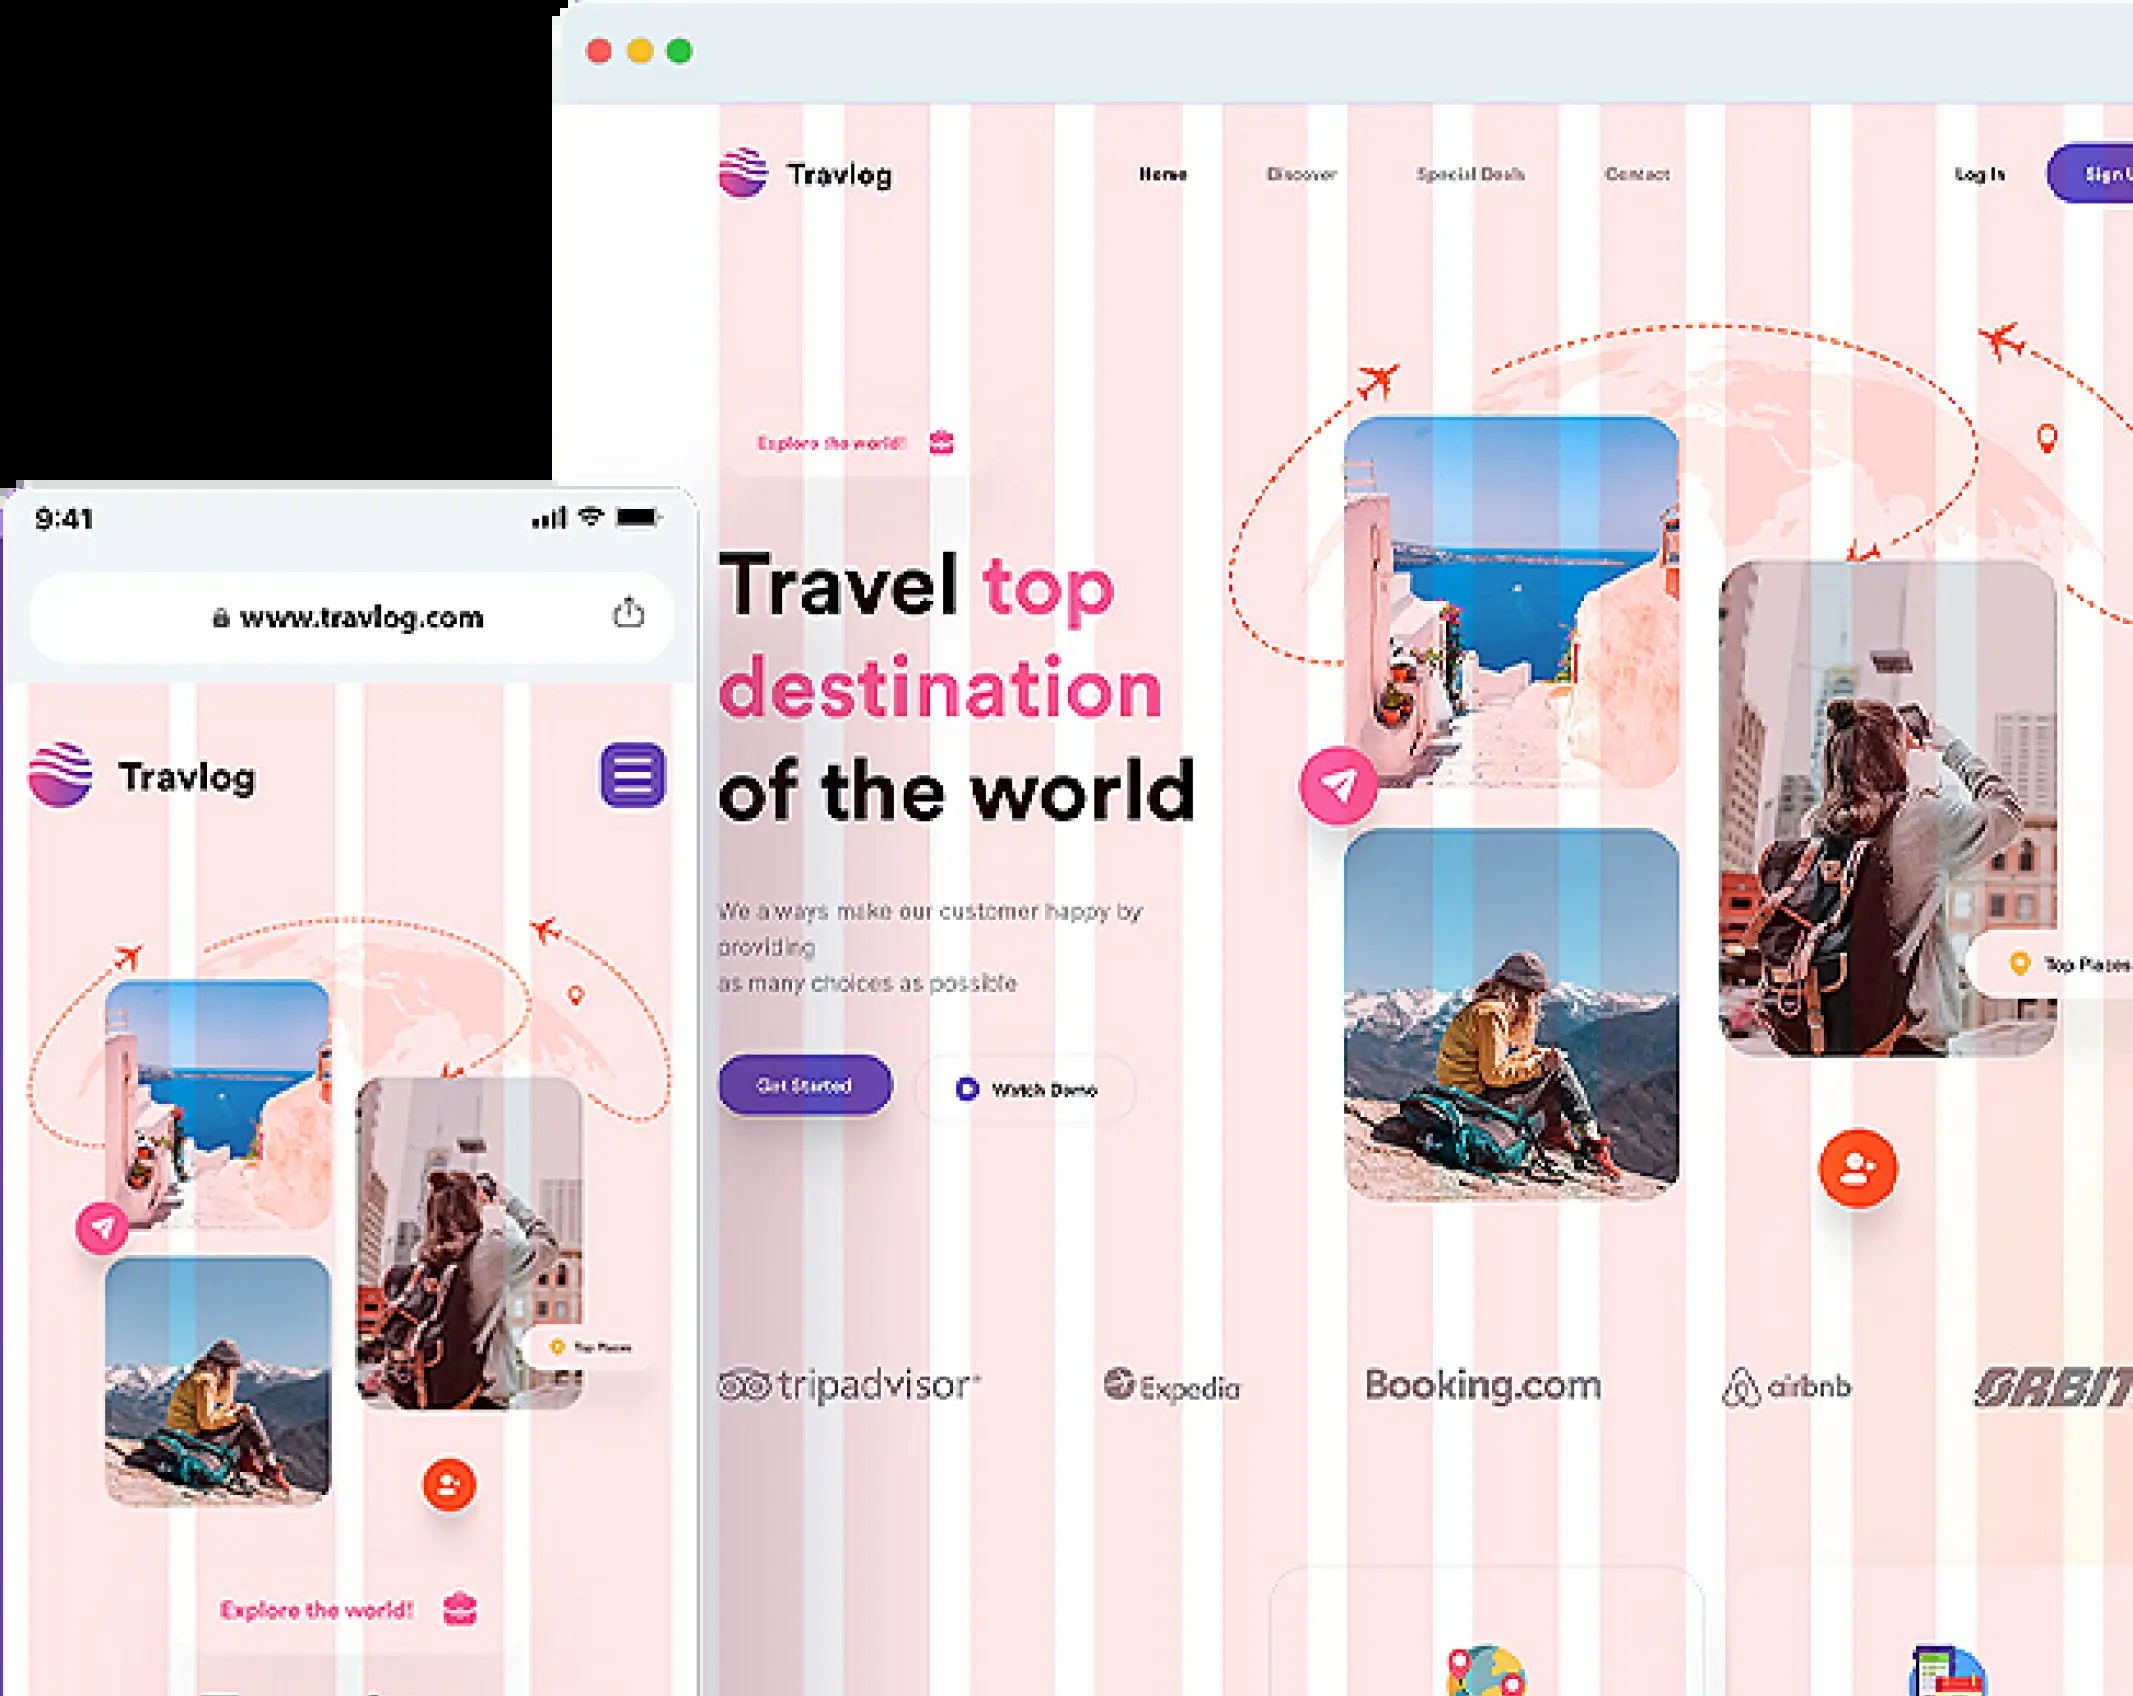 Travlog
Home
Discover
Special Deals
Contact
Log In
Sign U
Explore the world!
Travel top
destination
of the world
We always make our customer happy by
providing
as many choices as possible
Get Started
Watch Demo
Top Places
tripadvisor
Expedia
Booking.com
airbnb
ORBIT
9:41
www.travlog.com
Travlog
Top Places
Explore the world!